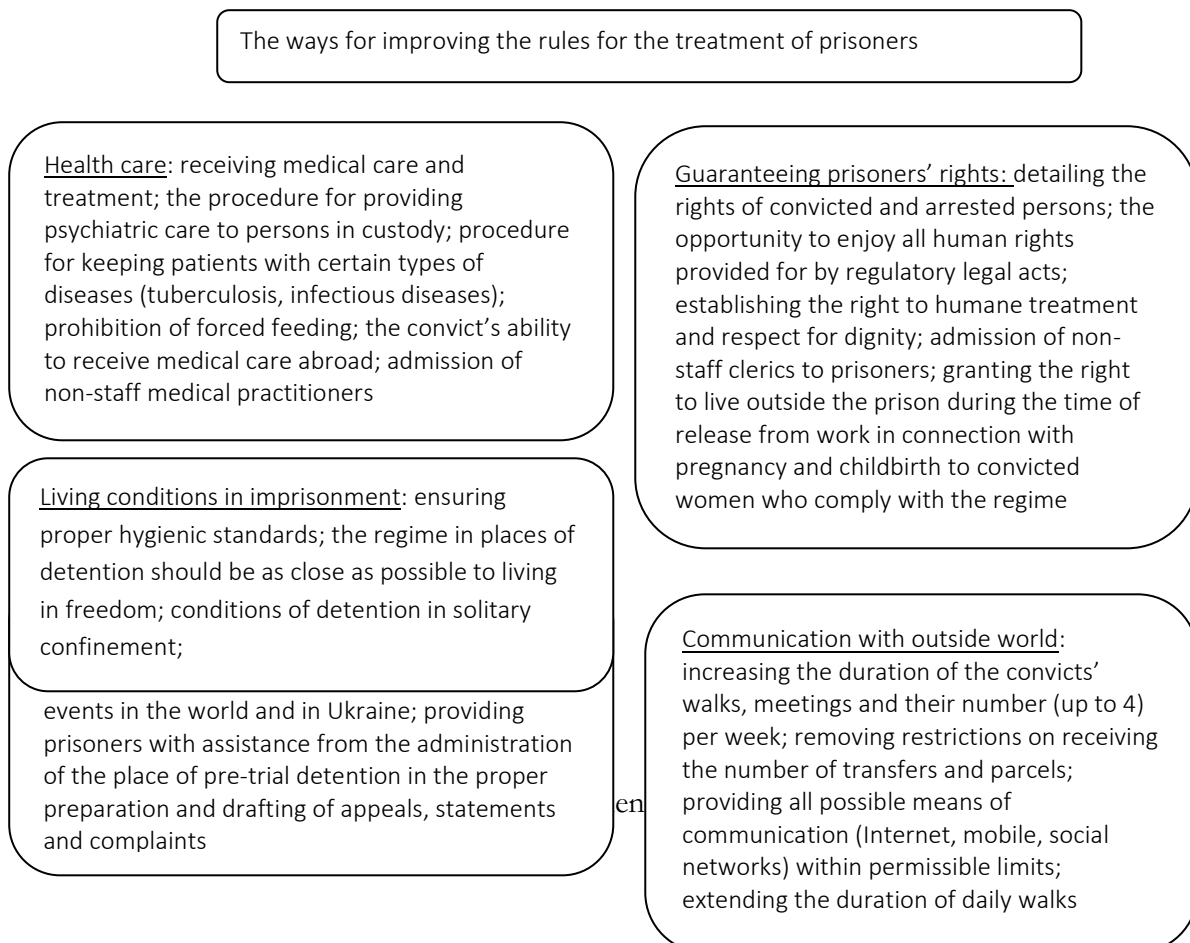 The ways for improving the rules for the treatment of prisoners
Health care: receiving medical care and
treatment; the procedure for providing
psychiatric care to persons in custody; procedure
for keeping patients with certain types of
diseases (tuberculosis, infectious diseases);
prohibition of forced feeding; the convict’s ability
to receive medical care abroad; admission of
non-staff medical practitioners
Guaranteeing prisoners’ rights: detailing the
rights of convicted and arrested persons; the
opportunity to enjoy all human rights
provided for by regulatory legal acts;
establishing the right to humane treatment
and respect for dignity; admission of non-
staff clerics to prisoners; granting the right
to live outside the prison during the time of
release from work in connection with
pregnancy and childbirth to convicted
women who comply with the regime
Living conditions in imprisonment: ensuring
proper hygienic standards; the regime in places of
detention should be as close as possible to living
in freedom; conditions of detention in solitary
confinement;
events in the world and in Ukraine; providing
prisoners with assistance from the administration
of the place of pre-trial detention in the proper
preparation and drafting of appeals, statements
and complaints
en
Communication with outside world:
increasing the duration of the convicts’
walks, meetings and their number (up to 4)
per week; removing restrictions on receiving
the number of transfers and parcels;
providing all possible means of
communication (Internet, mobile, social
networks) within permissible limits;
extending the duration of daily walks